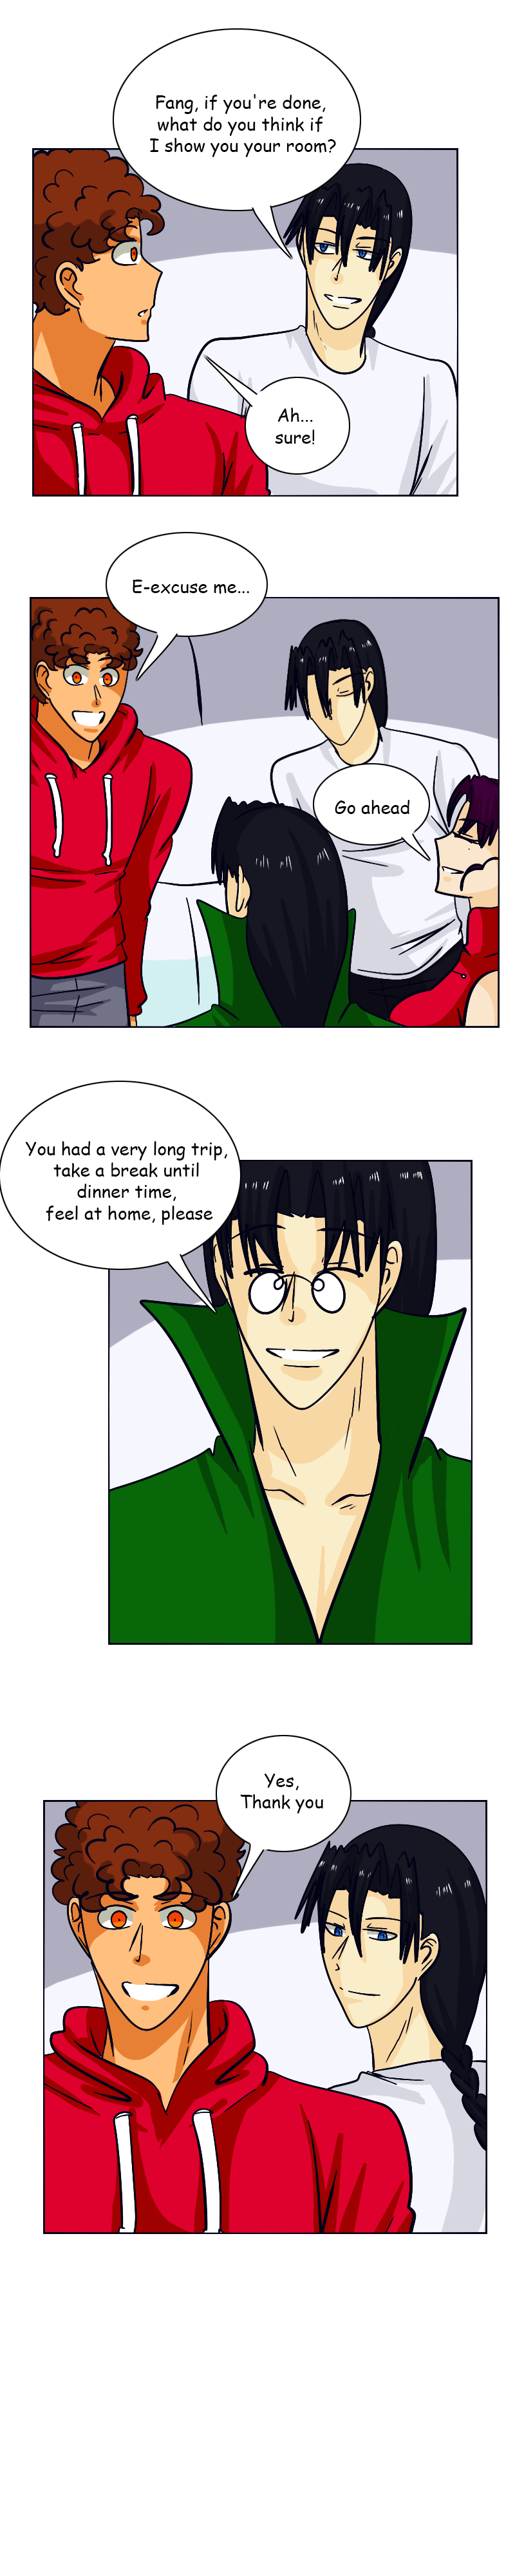 Fang, if you're done,
what do you think if
I show you your room?
Ah...
sure!
E-excuse me...
Go ahead
You had a very long trip,
take a break until
dinner time,
feel at home, please
Yes,
Thank you